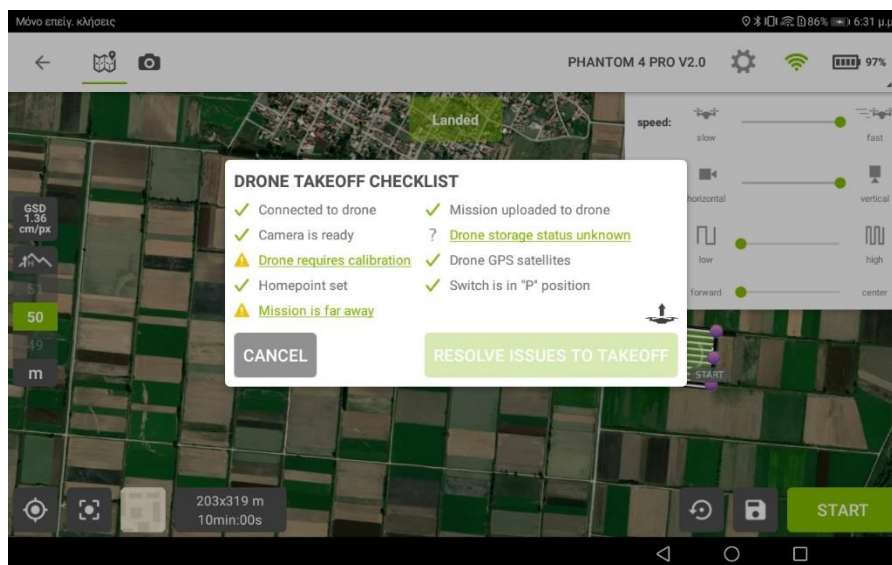 Μόνο επείγ. κλήσεις
86% 6:31 μ.μ
PHANTOM 4 PRO V2.0
97%
Landed
speed:
slow
fast
horizontal
vertical
low
high
forward
center
GSD
1.36
cm/px
H
51
50
49
m
DRONE TAKEOFF CHECKLIST
Connected to drone
Mission uploaded to drone
Camera is ready
? Drone storage status unknown
Drone requires calibration
Drone GPS satellites
Homepoint set
Switch is in "P" position
Mission is far away
CANCEL
RESOLVE ISSUES TO TAKEOFF
START
203x319 m
10min:00s
START